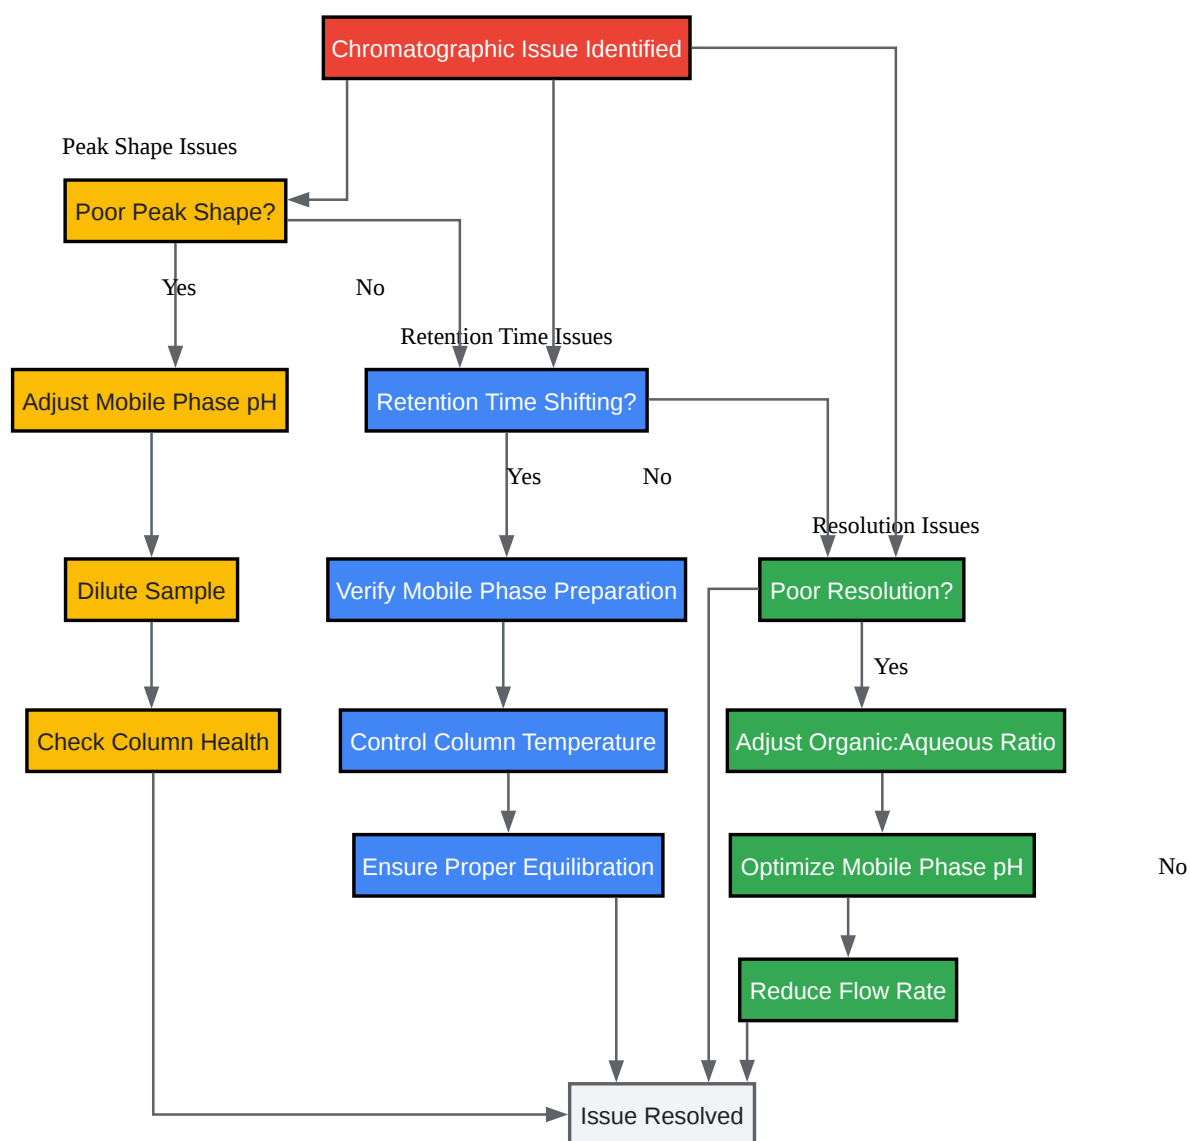 Chromatographic Issue Identified
Peak Shape Issues
Poor Peak Shape?
Yes
No
Retention Time Issues
Adjust Mobile Phase pH
Retention Time Shifting?
Yes
No
Resolution Issues
Dilute Sample
Verify Mobile Phase Preparation
Poor Resolution?
Yes
Check Column Health
Control Column Temperature
Adjust Organic:Aqueous Ratio
Ensure Proper Equilibration
Optimize Mobile Phase pH
No
Reduce Flow Rate
Issue Resolved